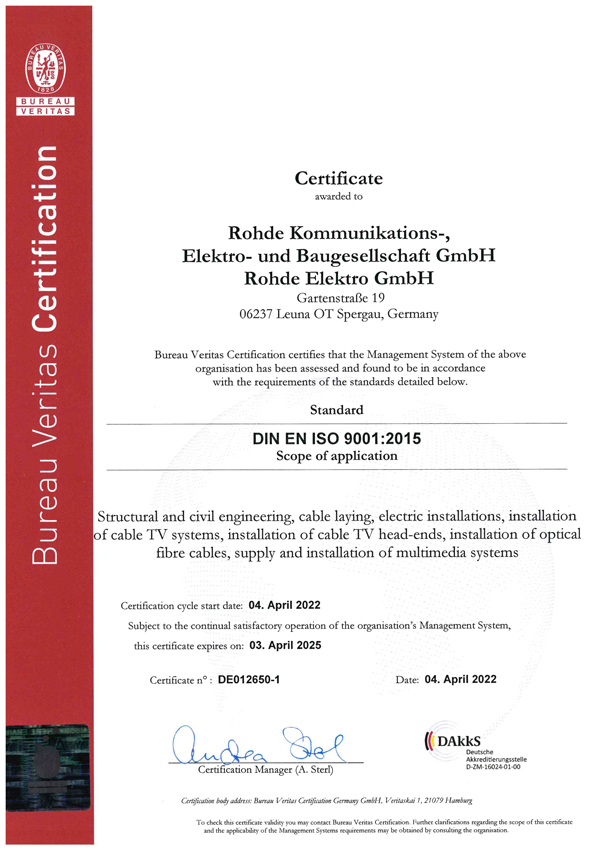 BUREAU VERITAS
1828
BUREAU
VERITAS
Bureau Veritas Certification
Certificate
awarded to
Rohde Kommunikations-,
Elektro- und Baugesellschaft GmbH
Rohde Elektro GmbH
Gartenstraße 19
06237 Leuna OT Spergau, Germany
Bureau Veritas Certification certifies that the Management System of the above
organisation has been assessed and found to be in accordance
with the requirements of the standards detailed below.
Standard
DIN EN ISO 9001:2015
Scope of application
Structural and civil engineering, cable laying, electric installations, installation
of cable TV systems, installation of cable TV head-ends, installation of optical
fibre cables, supply and installation of multimedia systems
Certification cycle start date: 04. April 2022
Subject to the continual satisfactory operation of the organisation's Management System,
this certificate expires on: 03. April 2025
Certificate n° : DE012650-1 Date: 04. April 2022
Andrea Sterl
Certification Manager (A. Sterl)
DAkkS
Deutsche
Akkreditierungsstelle
D-ZM-16024-01-00
Certification body address: Bureau Veritas Certification Germany GmbH, Veritaskai 1, 21079 Hamburg
To check this certificate validity you may contact Bureau Veritas Certification. Further clarifications regarding the scope of this certificate
and the applicability of the Management Systems requirements may be obtained by consulting the organisation.